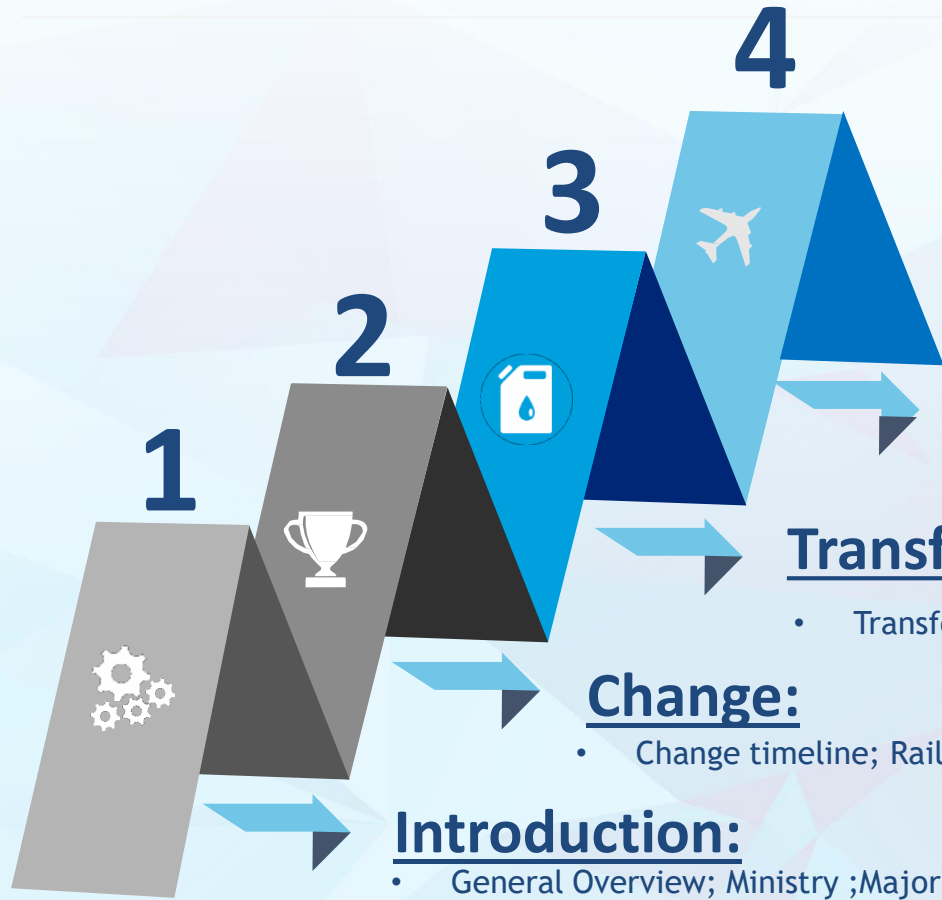 4
3
2
1
Transf
• Transf
Change:
• Change timeline; Rail
Introduction:
• General Overview; Ministry ;Major